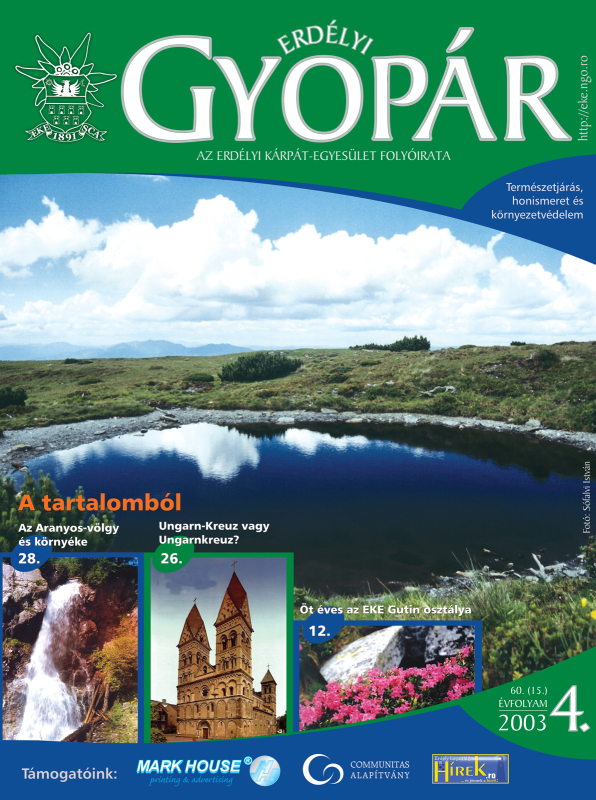 ERDÉLYI
GYOPÁR
EKE 1891 SCA
http://eke.ngo.ro
AZ ERDÉLYI KÁRPÁT-EGYESÜLET FOLYÓIRATA
Természetjárás,
honismeret és
környezetvédelem
Fotó: Sófalvi István
A tartalomból
Az Aranyos-völgy
és környéke
28.
Ungarn-Kreuz vagy
Ungarnkreuz?
26.
Öt éves az EKE Gutin osztálya
12.
60. (15.)
ÉVFOLYAM
2003
4.
Támogatóink:
MARK HOUSE®
printing & advertising
COMMUNITAS
ALAPÍTVÁNY
HÍREK.ro